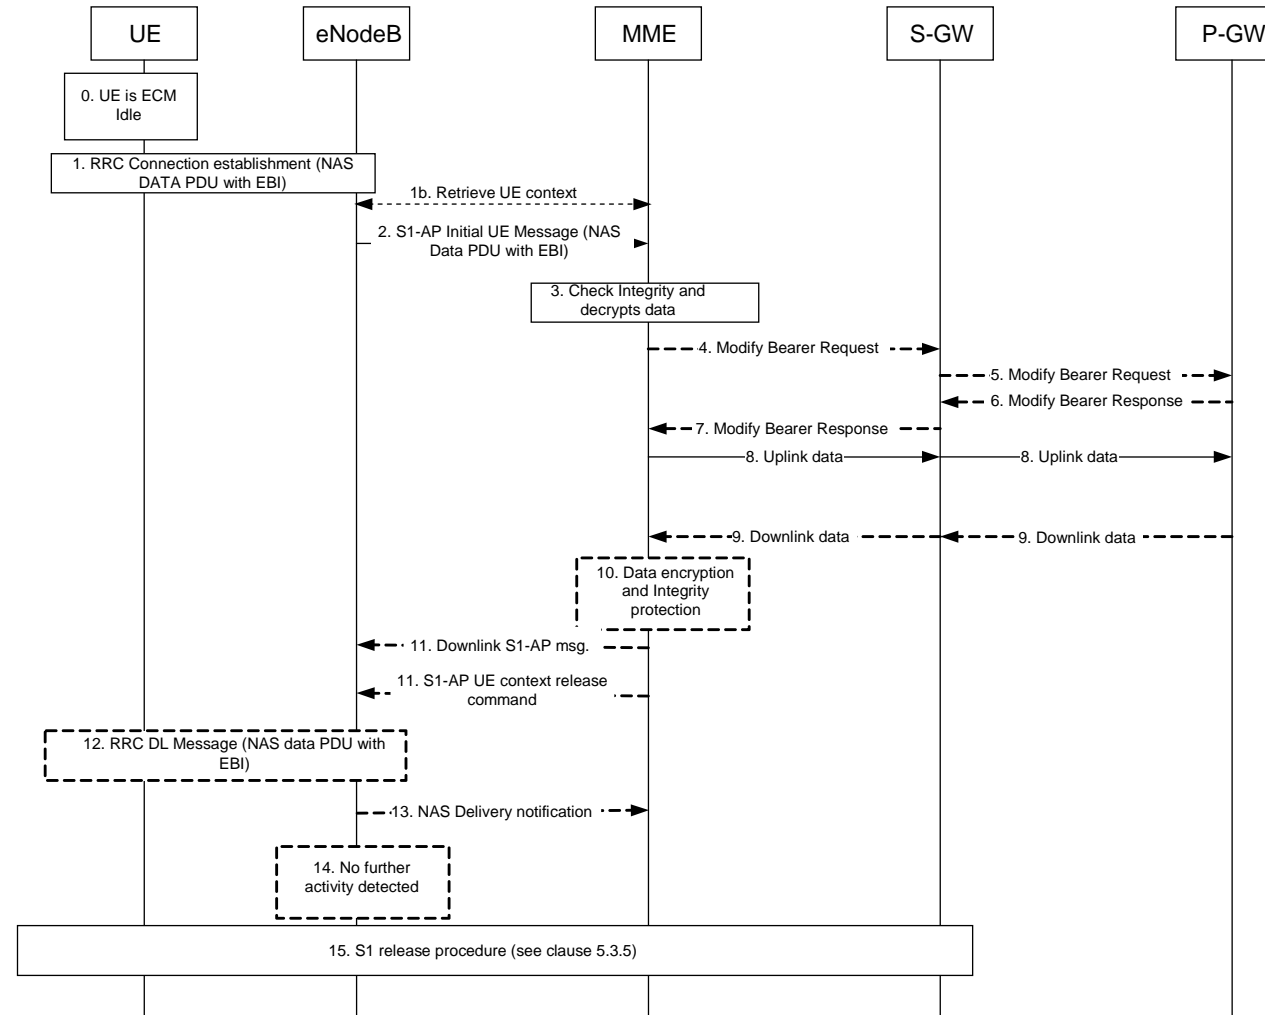 UE
eNodeB
MME
S-GW
P-GW
0. UE is ECM
Idle
1. RRC Connection establishment (NAS
DATA PDU with EBI)
1b. Retrieve UE context
2. S1-AP Initial UE Message (NAS
Data PDU with EBI)
3. Check Integrity and
decrypts data
4. Modify Bearer Request
5. Modify Bearer Request
6. Modify Bearer Response
7. Modify Bearer Response
8. Uplink data
8. Uplink data
9. Downlink data
9. Downlink data
10. Data encryption
and Integrity
protection
11. Downlink S1-AP msg.
11. S1-AP UE context release
command
12. RRC DL Message (NAS data PDU with
EBI)
13. NAS Delivery notification
14. No further
activity detected
15. S1 release procedure (see clause 5.3.5)